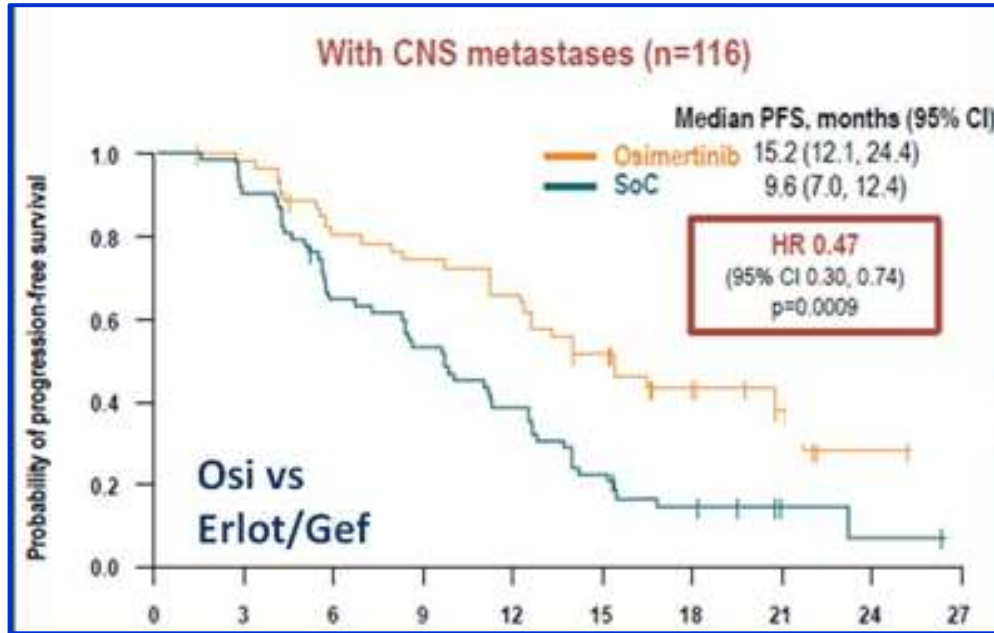 With CNS metastases (n=116)
Median PFS, months (95% CI)
Osimertinib 15.2 (12.1, 24.4)
SoC 9.6 (7.0, 12.4)
HR 0.47
(95% CI 0.30, 0.74)
p=0.0009
Probability of progression-free survival
1.0
0.8
0.6
0.4
0.2
0.0
Osi vs
Erlot/Gef
0 3 6 9 12 15 18 21 24 27